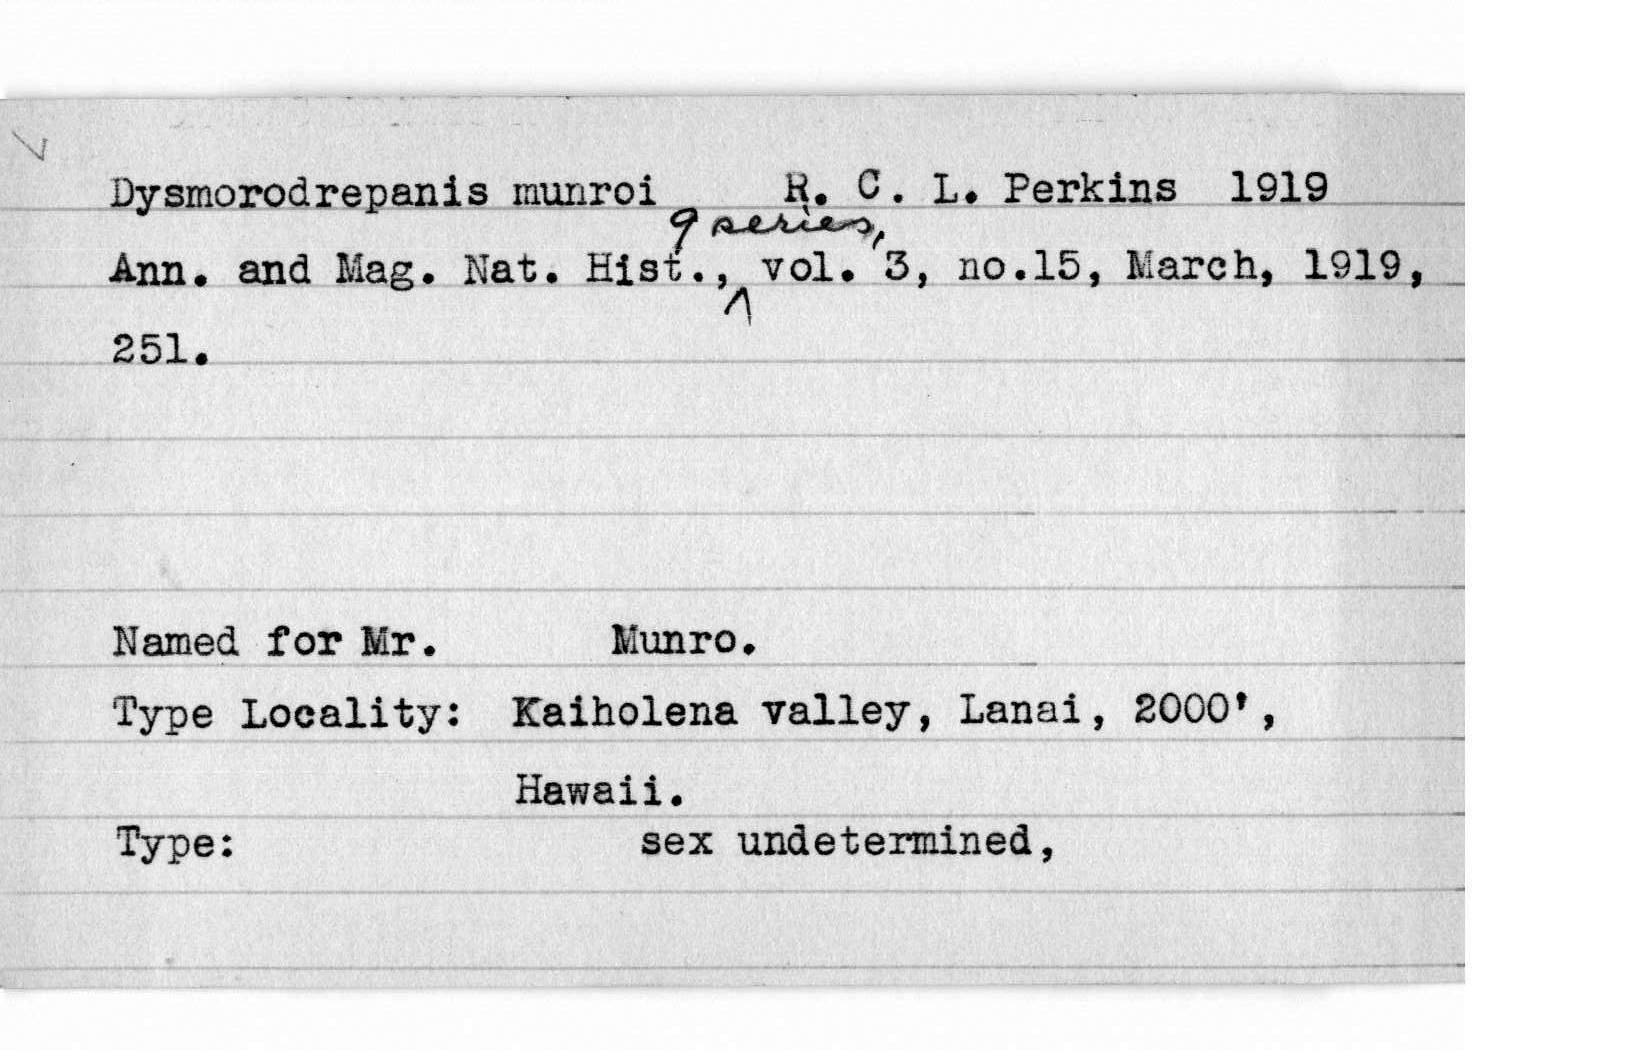 Dysmorodrepanis munroi R. C. L. Perkins 1919
9 series,
Ann. and Mag. Nat. Hist., vol. 3, no.15, March, 1919,
251.
Named for Mr. Munro.
Type Locality: Kaiholena valley, Lanai, 2000',
Hawaii.
Type: sex undetermined,